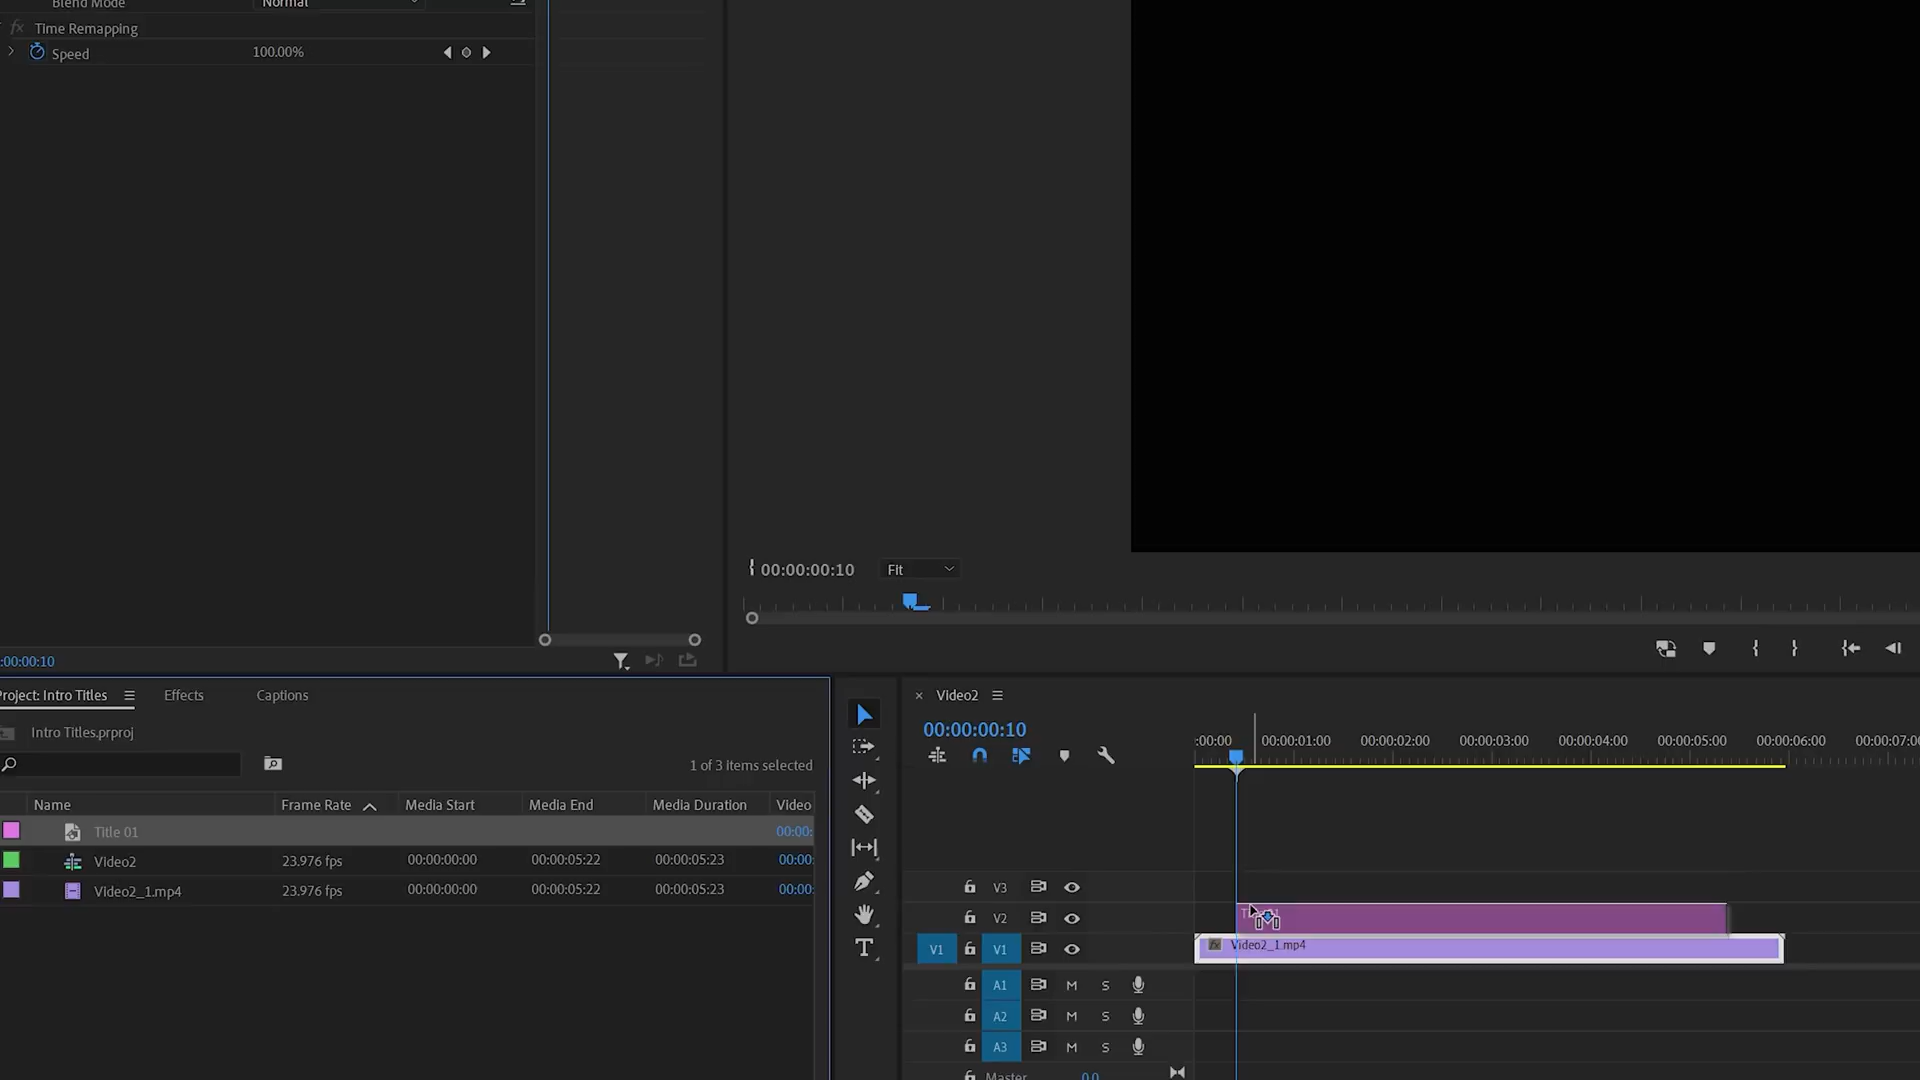 Blend Mode Normal
fx Time Remapping
Speed 100.00%
00:00:00:10 Fit
:00:00:10
Project: Intro Titles Effects Captions
Intro Titles.prproj
1 of 3 Items selected
Name Frame Rate Media Start Media End Media Duration Video
Title 01 00:00:
Video2 23.976 fps 00:00:00:00 00:00:05:22 00:00:05:23 00:00:
Video2_1.mp4 23.976 fps 00:00:00:00 00:00:05:22 00:00:05:23 00:00:
× Video2
00:00:00:10
:00:00 00:00:01:00 00:00:02:00 00:00:03:00 00:00:04:00 00:00:05:00 00:00:06:00 00:00:07:0
T
V3
V2
V1 V1 fx Video2_1.mp4
A1 M S
A2 M S
A3 M S
Master 0.0